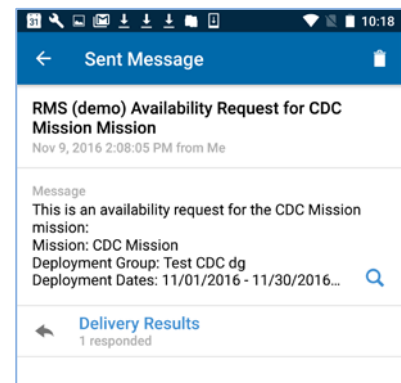 31
10:18
Sent Message
RMS (demo) Availability Request for CDC
Mission Mission
Nov 9, 2016 2:08:05 PM from Me
Message
This is an availability request for the CDC Mission
mission:
Mission: CDC Mission
Deployment Group: Test CDC dg
Deployment Dates: 11/01/2016 - 11/30/2016...
Delivery Results
1 responded